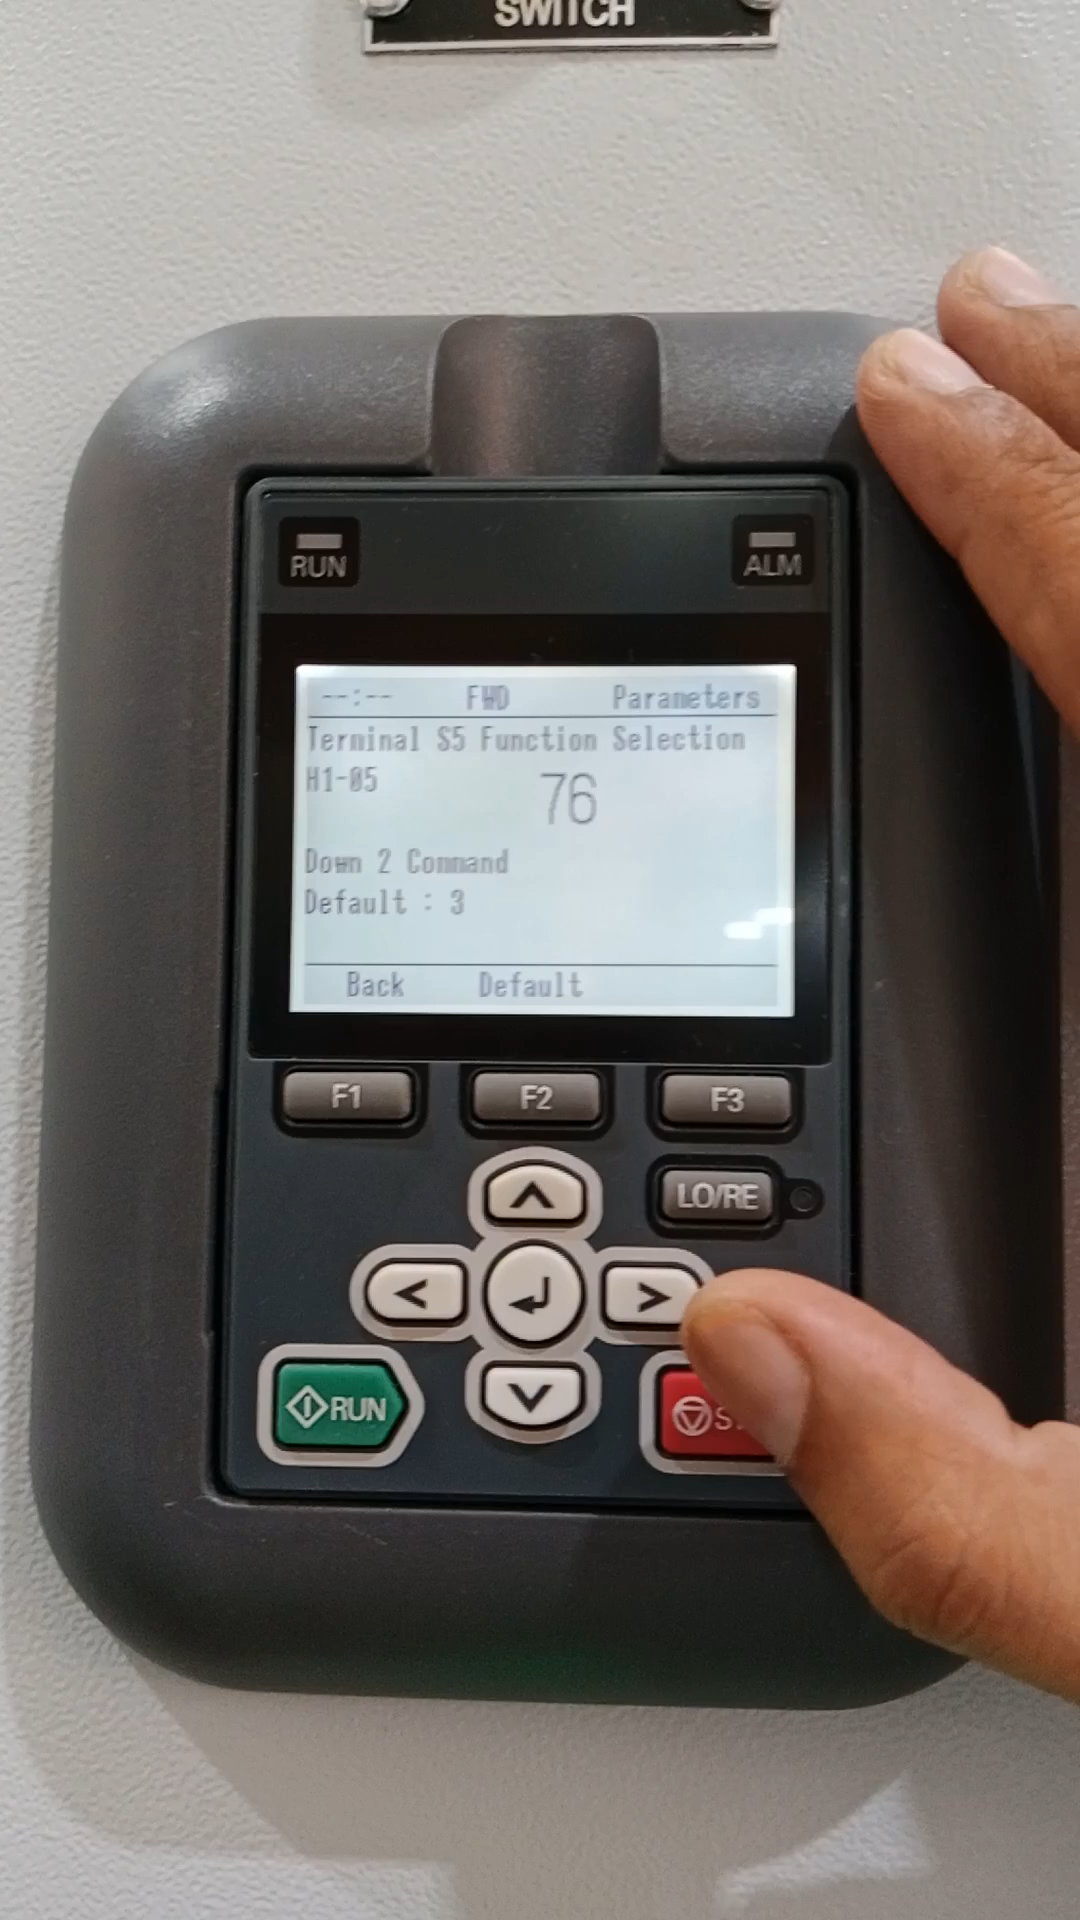 SWITCH
RUN
ALM
--:-- FWD Parameters
Terminal S5 Function Selection
H1-05 76
Down 2 Command
Default : 3
Back Default
F1 F2 F3
LO/RE
RUN